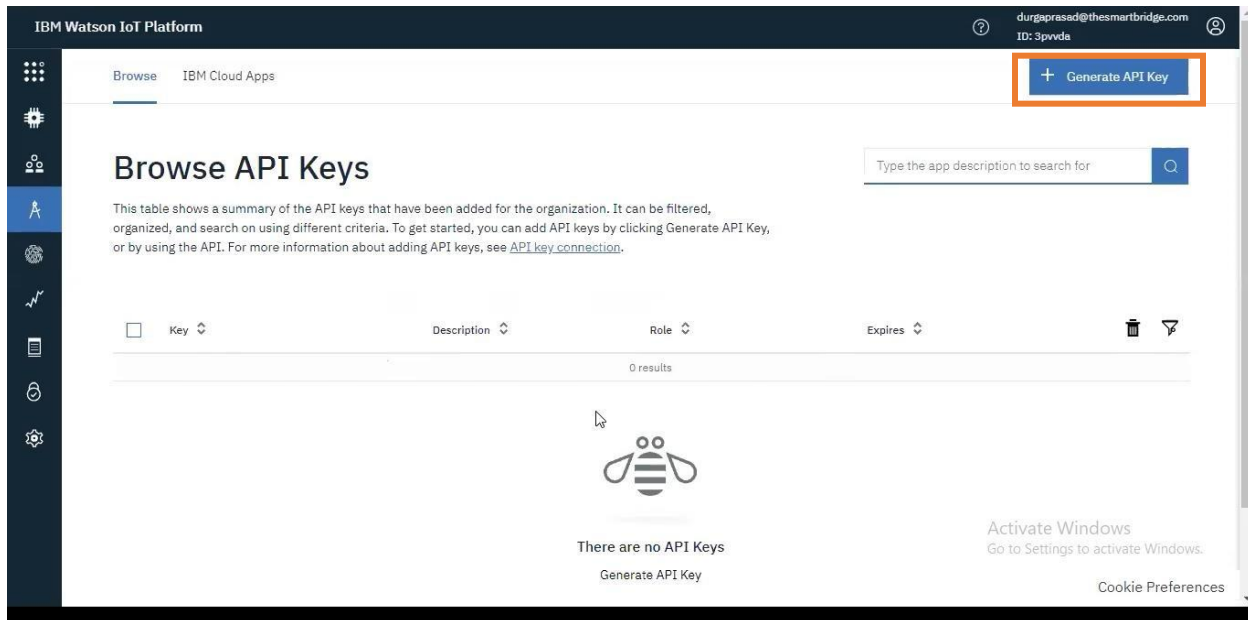 IBM Watson IoT Platform
durgaprasad@thesmartbridge.com
ID: 3pvvda
Browse
IBM Cloud Apps
+ Generate API Key
Browse API Keys
Type the app description to search for
This table shows a summary of the API keys that have been added for the organization. It can be filtered,
organized, and search on using different criteria. To get started, you can add API keys by clicking Generate API Key,
or by using the API. For more information about adding API keys, see API key connection.
Key
Description
Role
Expires
0 results
There are no API Keys
Generate API Key
Activate Windows
Go to Settings to activate Windows.
Cookie Preferences